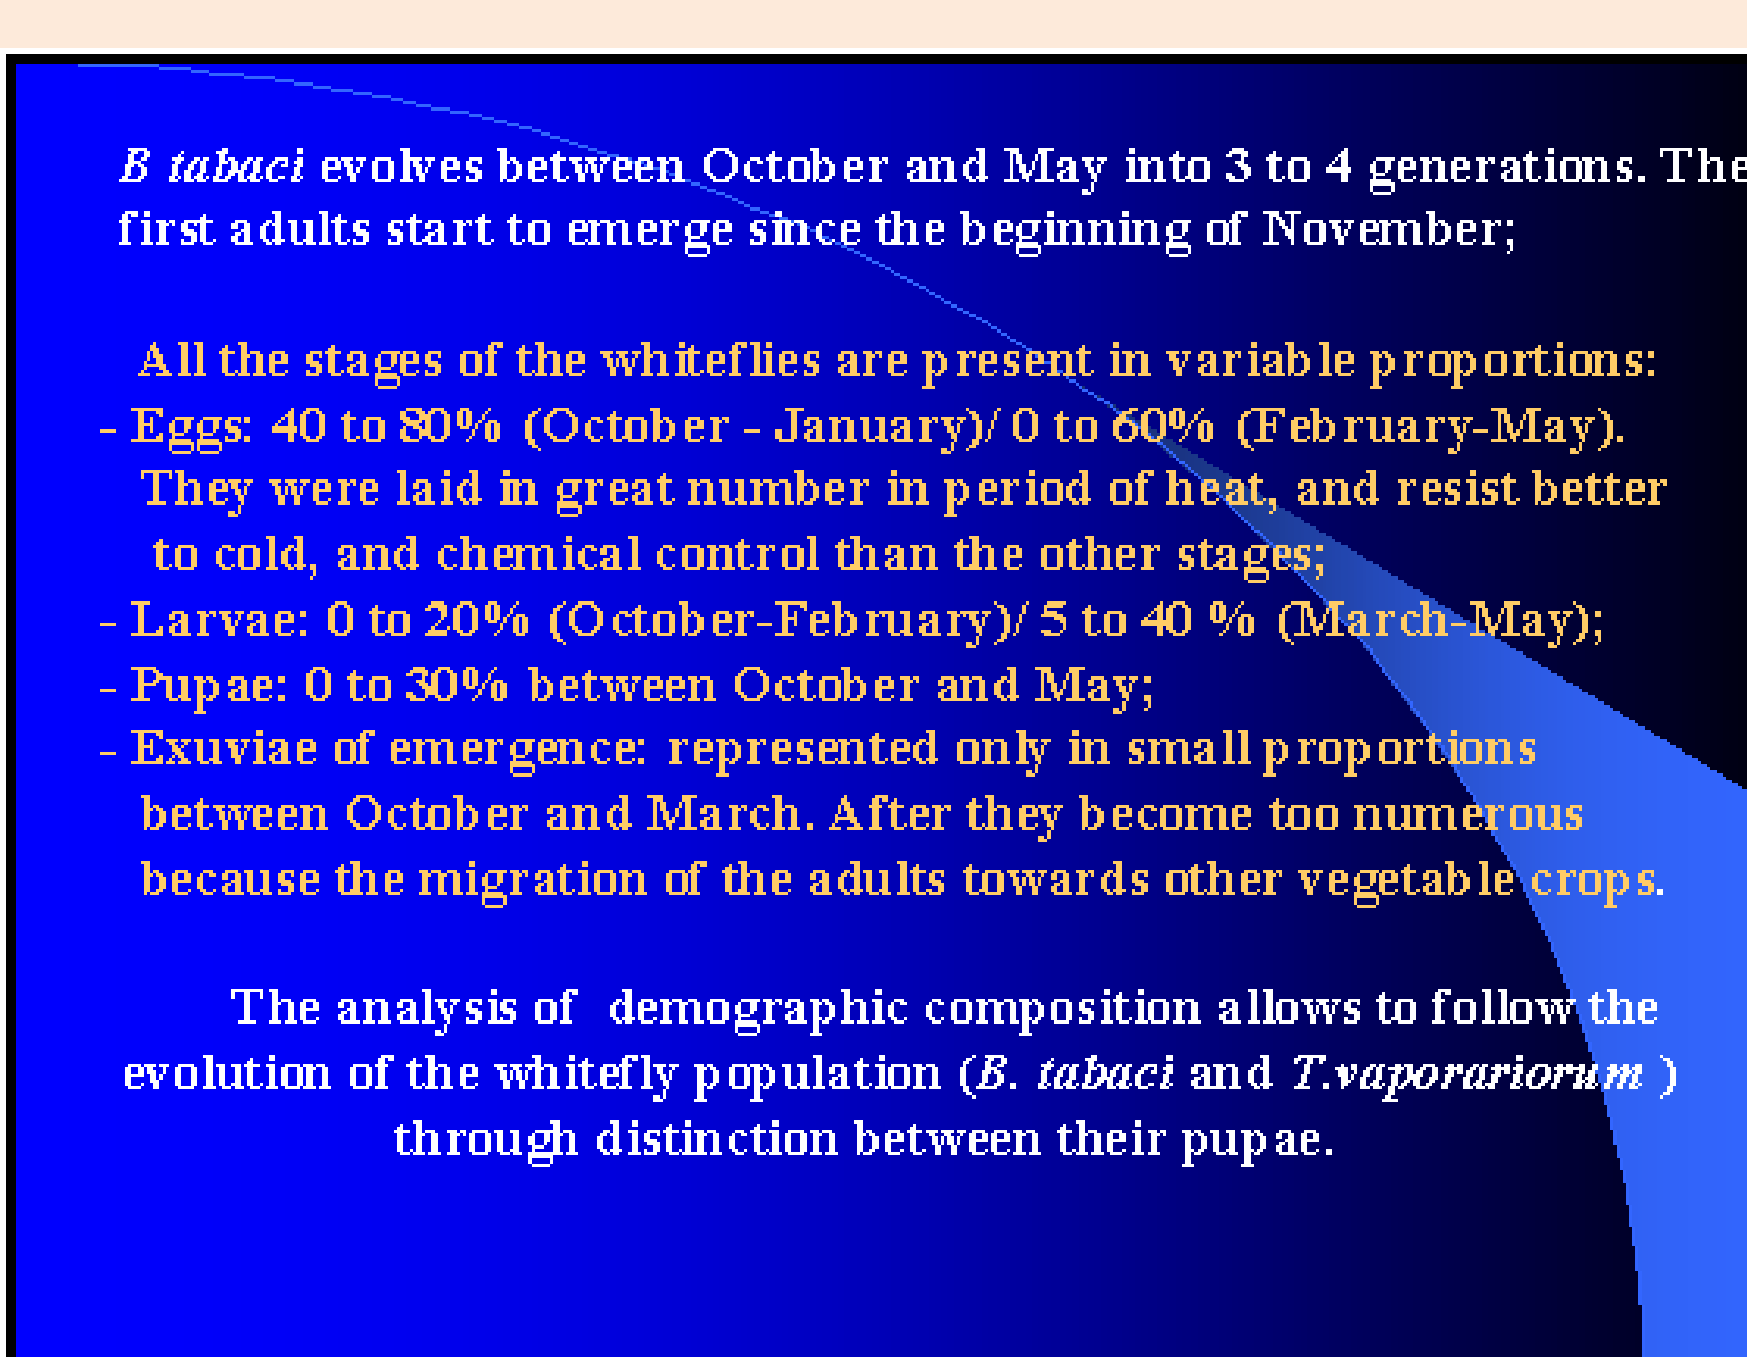 B tabaci evolves between October and May into 3 to 4 generations. The
first adults start to emerge since the beginning of November;
All the stages of the whiteflies are present in variable proportions:
- Eggs: 40 to 80% (October - January)/ 0 to 60% (February-May).
They were laid in great number in period of heat, and resist better
to cold, and chemical control than the other stages;
- Larvae: 0 to 20% (October-February)/ 5 to 40 % (March-May);
- Pupae: 0 to 30% between October and May;
- Exuviae of emergence: represented only in small proportions
between October and March. After they become too numerous
because the migration of the adults towards other vegetable crops.
The analysis of demographic composition allows to follow the
evolution of the whitefly population (B. tabaci and T.vaporariorum )
through distinction between their pupae.